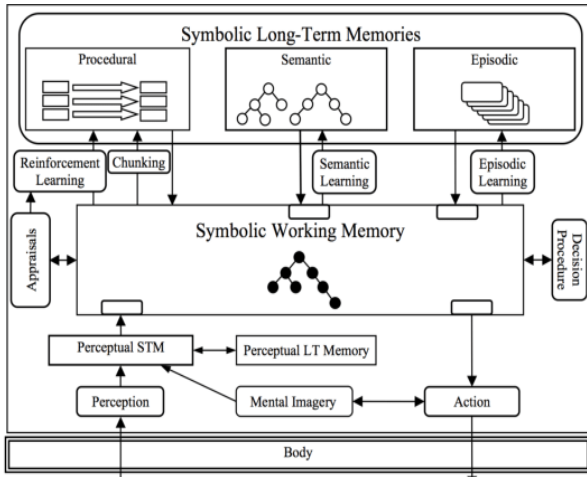 Symbolic Long-Term Memories
Procedural
Semantic
Episodic
Reinforcement
Learning
Chunking
Semantic
Learning
Episodic
Learning
Symbolic Working Memory
Appraisals
Decision
Procedure
Perceptual STM
Perceptual LT Memory
Perception
Mental Imagery
Action
Body